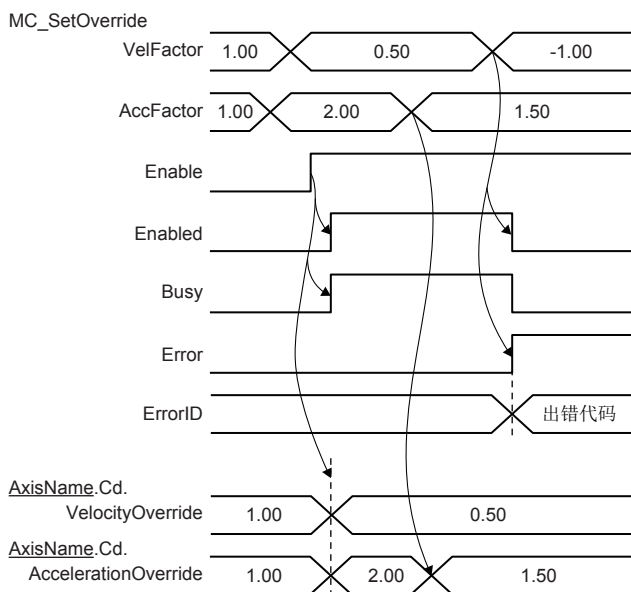 MC_SetOverride
VelFactor 1.00 0.50 -1.00
AccFactor 1.00 2.00 1.50
Enable
Enabled
Busy
Error
ErrorID 出错代码
AxisName.Cd.
VelocityOverride 1.00 0.50
AxisName.Cd.
AccelerationOverride 1.00 2.00 1.50